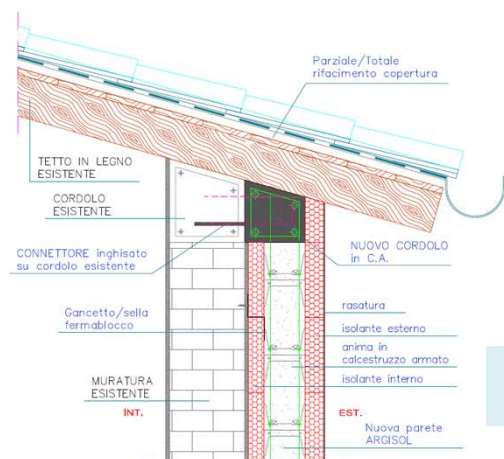 Parziale/Totale
rifacimento copertura
TETTO IN LEGNO
ESISTENTE
CORDOLO
ESISTENTE
CONNETTORE inghisato
su cordolo esistente
NUOVO CORDOLO
in C.A.
Gancetto/sella
fermablocco
rasatura
isolante esterno
anima in
calcestruzzo armato
isolante interno
MURATURA
ESISTENTE
INT.
EST.
Nuova parete
ARGISOL